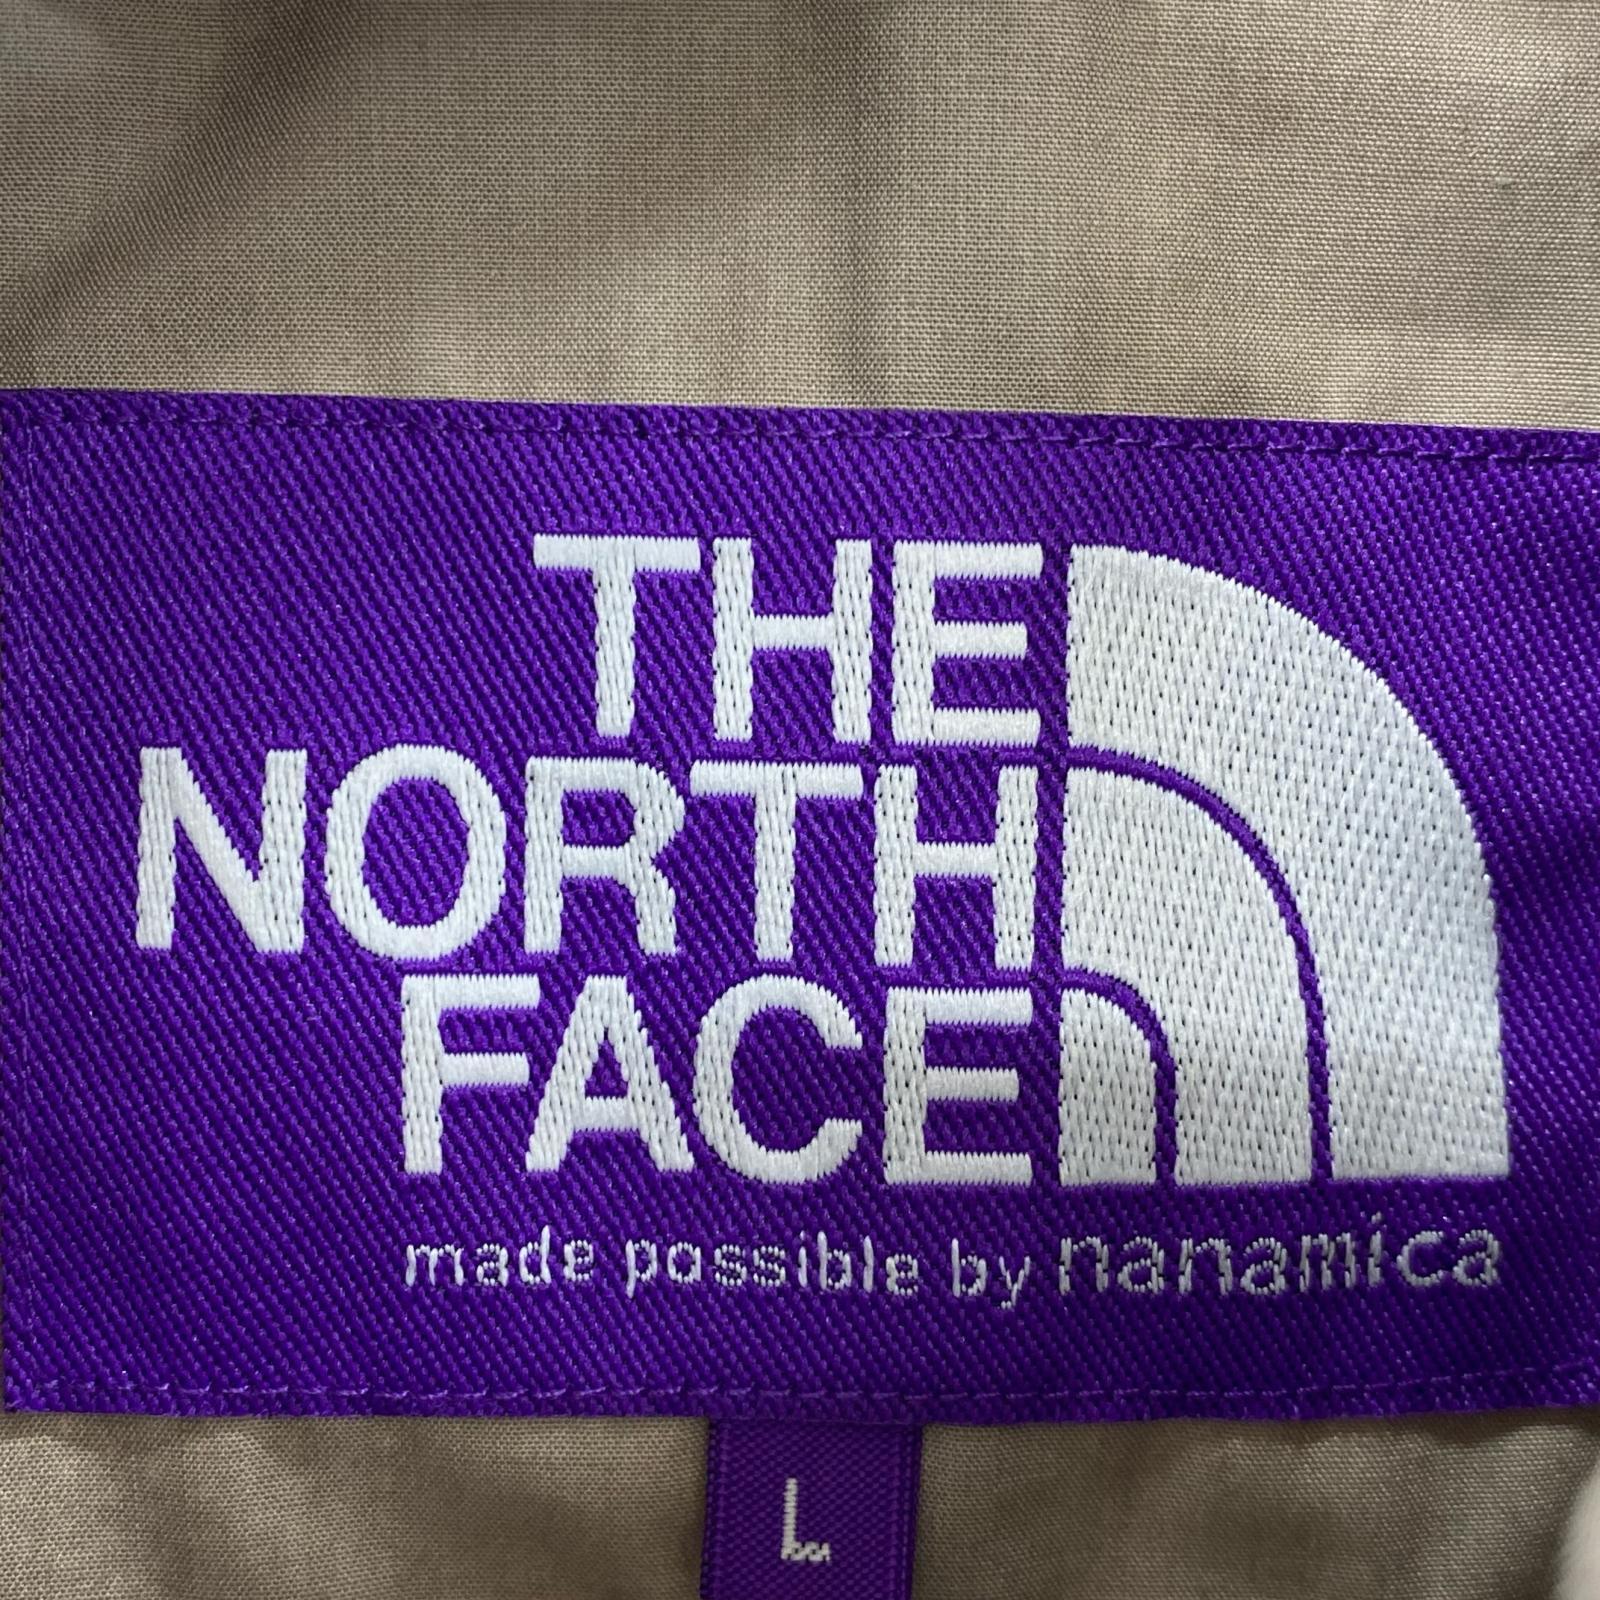 THE
NORTH
FACE
made possible by nanamica
L